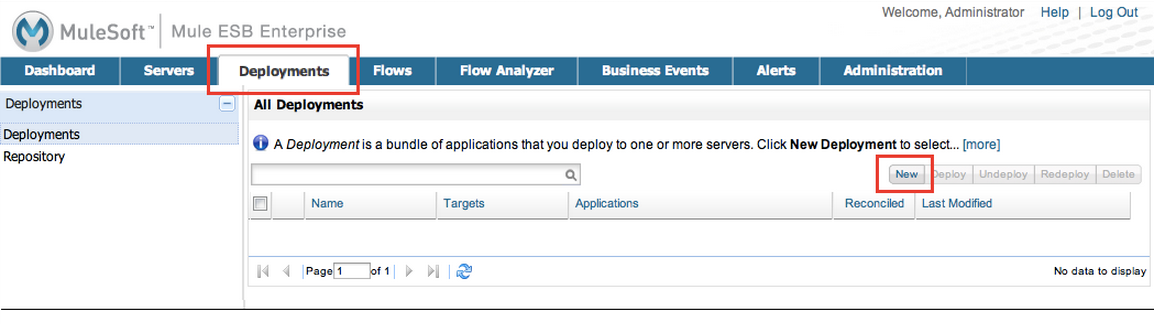 Welcome, Administrator Help | Log Out
MuleSoft™ | Mule ESB Enterprise
Dashboard Servers Deployments Flows Flow Analyzer Business Events Alerts Administration
Deployments
Deployments
Repository
All Deployments
A Deployment is a bundle of applications that you deploy to one or more servers. Click New Deployment to select... [more]
New Deploy Undeploy Redeploy Delete
Name Targets Applications Reconciled Last Modified
Page 1 of 1
No data to display